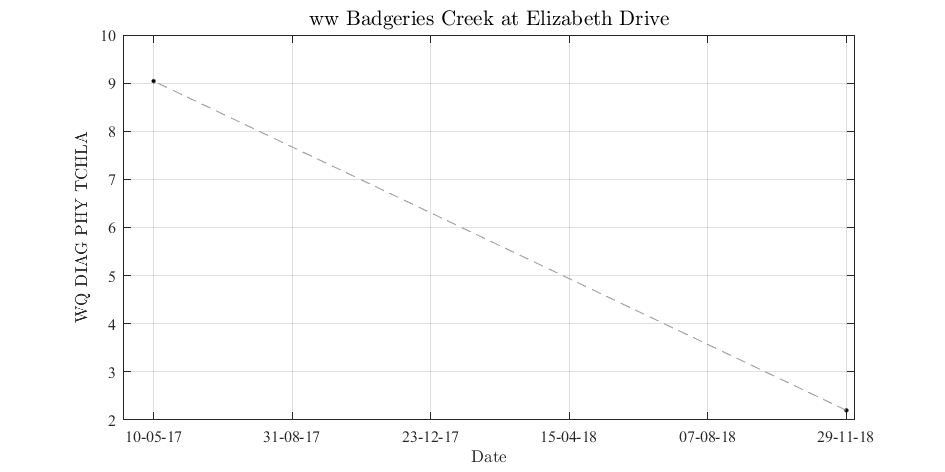 ww Badgeries Creek at Elizabeth Drive
10
9
8
7
6
5
4
3
2
WQ DIAG PHY TCHLA
10-05-17 31-08-17 23-12-17 15-04-18 07-08-18 29-11-18
Date